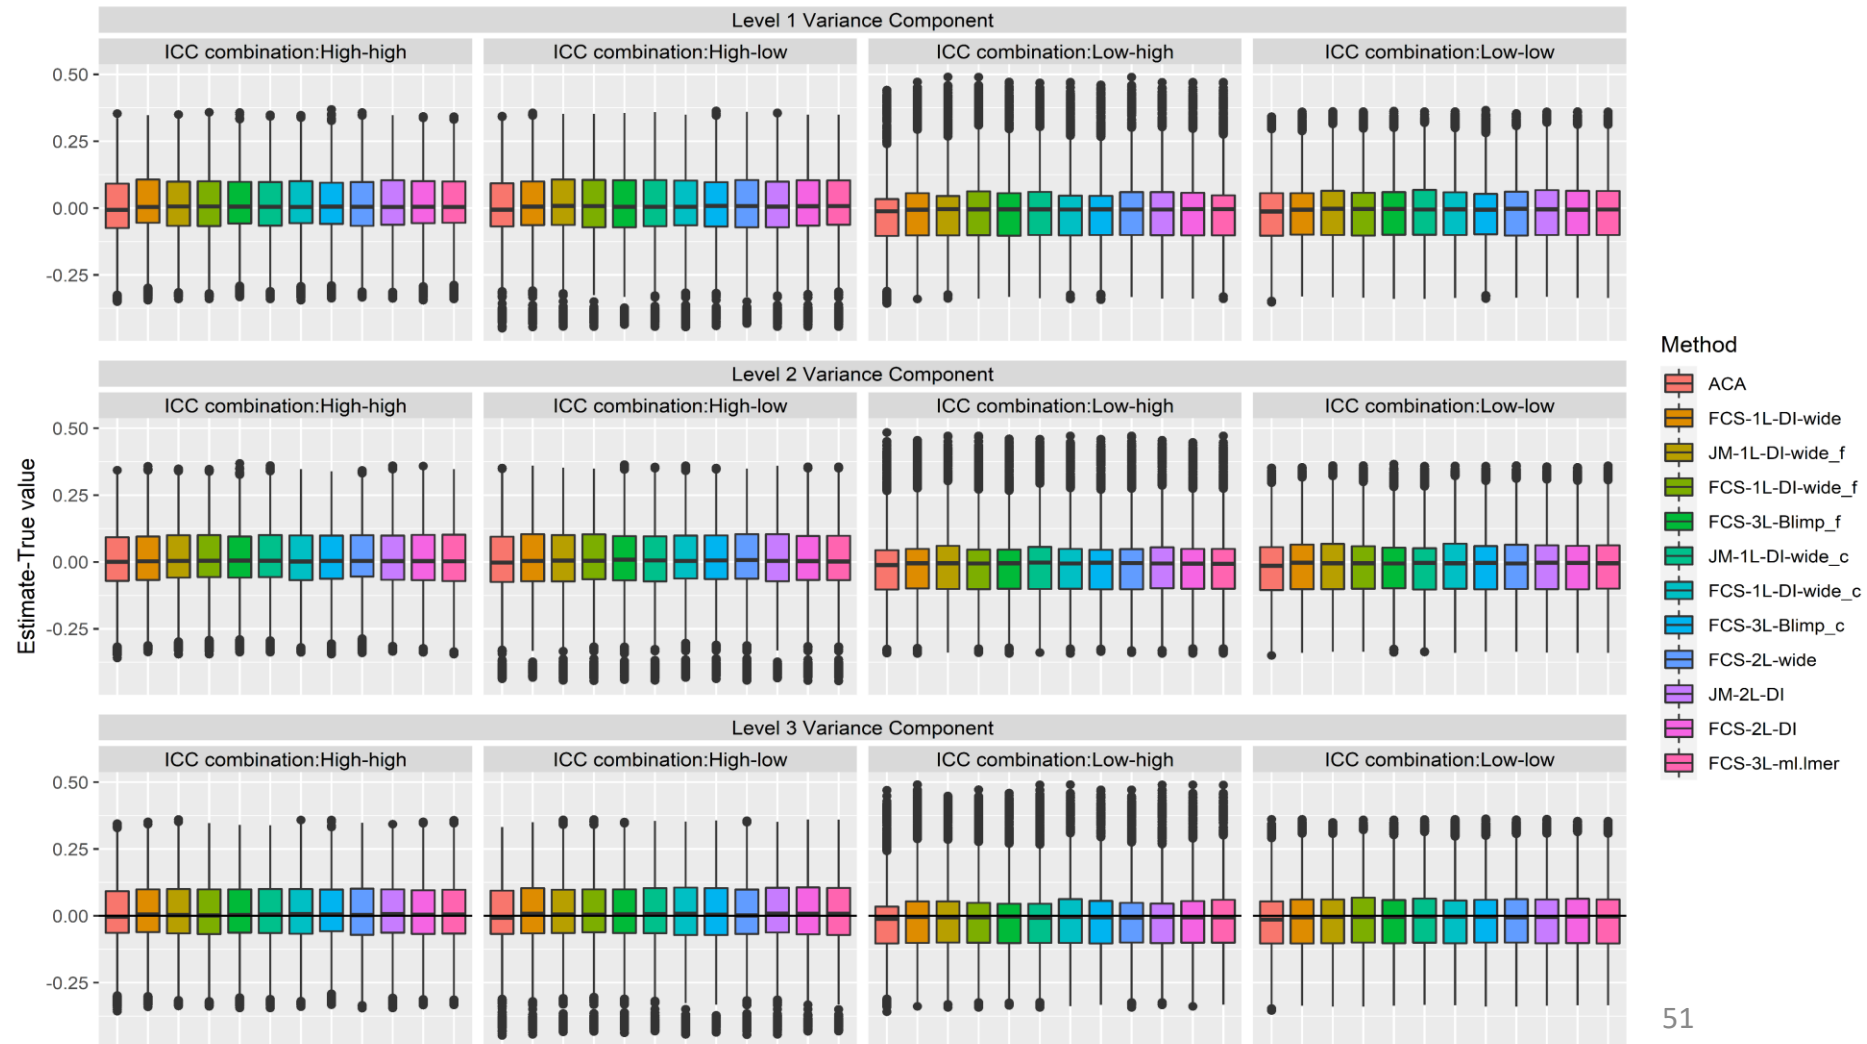 Level 1 Variance Component
ICC combination:High-high
ICC combination:High-low
ICC combination:Low-high
ICC combination:Low-low
0.50
0.25
0.00
-0.25
Level 2 Variance Component
ICC combination:High-high
ICC combination:High-low
ICC combination:Low-high
ICC combination:Low-low
0.50
0.25
0.00
-0.25
Estimate-True value
Level 3 Variance Component
ICC combination:High-high
ICC combination:High-low
ICC combination:Low-high
ICC combination:Low-low
0.50
0.25
0.00
-0.25
Method
ACA
FCS-1L-DI-wide
JM-1L-DI-wide_f
FCS-1L-DI-wide_f
FCS-3L-Blimp_f
JM-1L-DI-wide_c
FCS-1L-DI-wide_c
FCS-3L-Blimp_c
FCS-2L-wide
JM-2L-DI
FCS-2L-DI
FCS-3L-ml.lmer
51